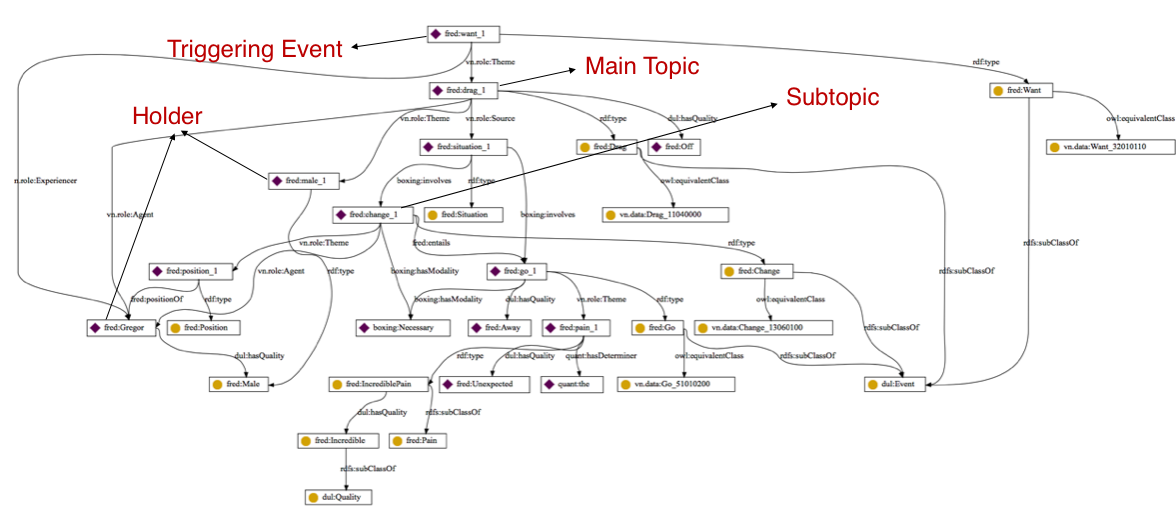 fred:want_1
Triggering Event
vn.role:Theme
Main Topic
rdf:type
fred:drag_1
fred:Want
Subtopic
Holder
vn.role:Theme
vn.role:Source
rdf:type
dul:hasQuality
owl:equivalentClass
fred:situation_1
fred:Drag
fred:Off
vn.data:Want_32010110
n.role:Experiencer
fred:male_1
boxing:involves
rdf:type
owl:equivalentClass
vn.role:Agent
fred:change_1
fred:Situation
boxing:involves
vn.data:Drag_11040000
vn.role:Theme
fred:entails
rdf:type
rdfs:subClassOf
fred:position_1
vn.role:Agent
rdf:type
boxing:hasModality
fred:go_1
fred:Change
rdfs:subClassOf
fred:positionOf
rdf:type
boxing:hasModality
dul:hasQuality
vn.role:Theme
rdf:type
owl:equivalentClass
fred:Gregor
fred:Position
boxing:Necessary
fred:Away
fred:pain_1
fred:Go
vn.data:Change_13060100
rdfs:subClassOf
dul:hasQuality
rdf:type
dul:hasQuality
quant:hasDeterminer
owl:equivalentClass
rdfs:subClassOf
fred:Male
fred:IncrediblePain
fred:Unexpected
quant:the
vn.data:Go_51010200
dul:Event
dul:hasQuality
rdfs:subClassOf
fred:Incredible
fred:Pain
rdfs:subClassOf
dul:Quality